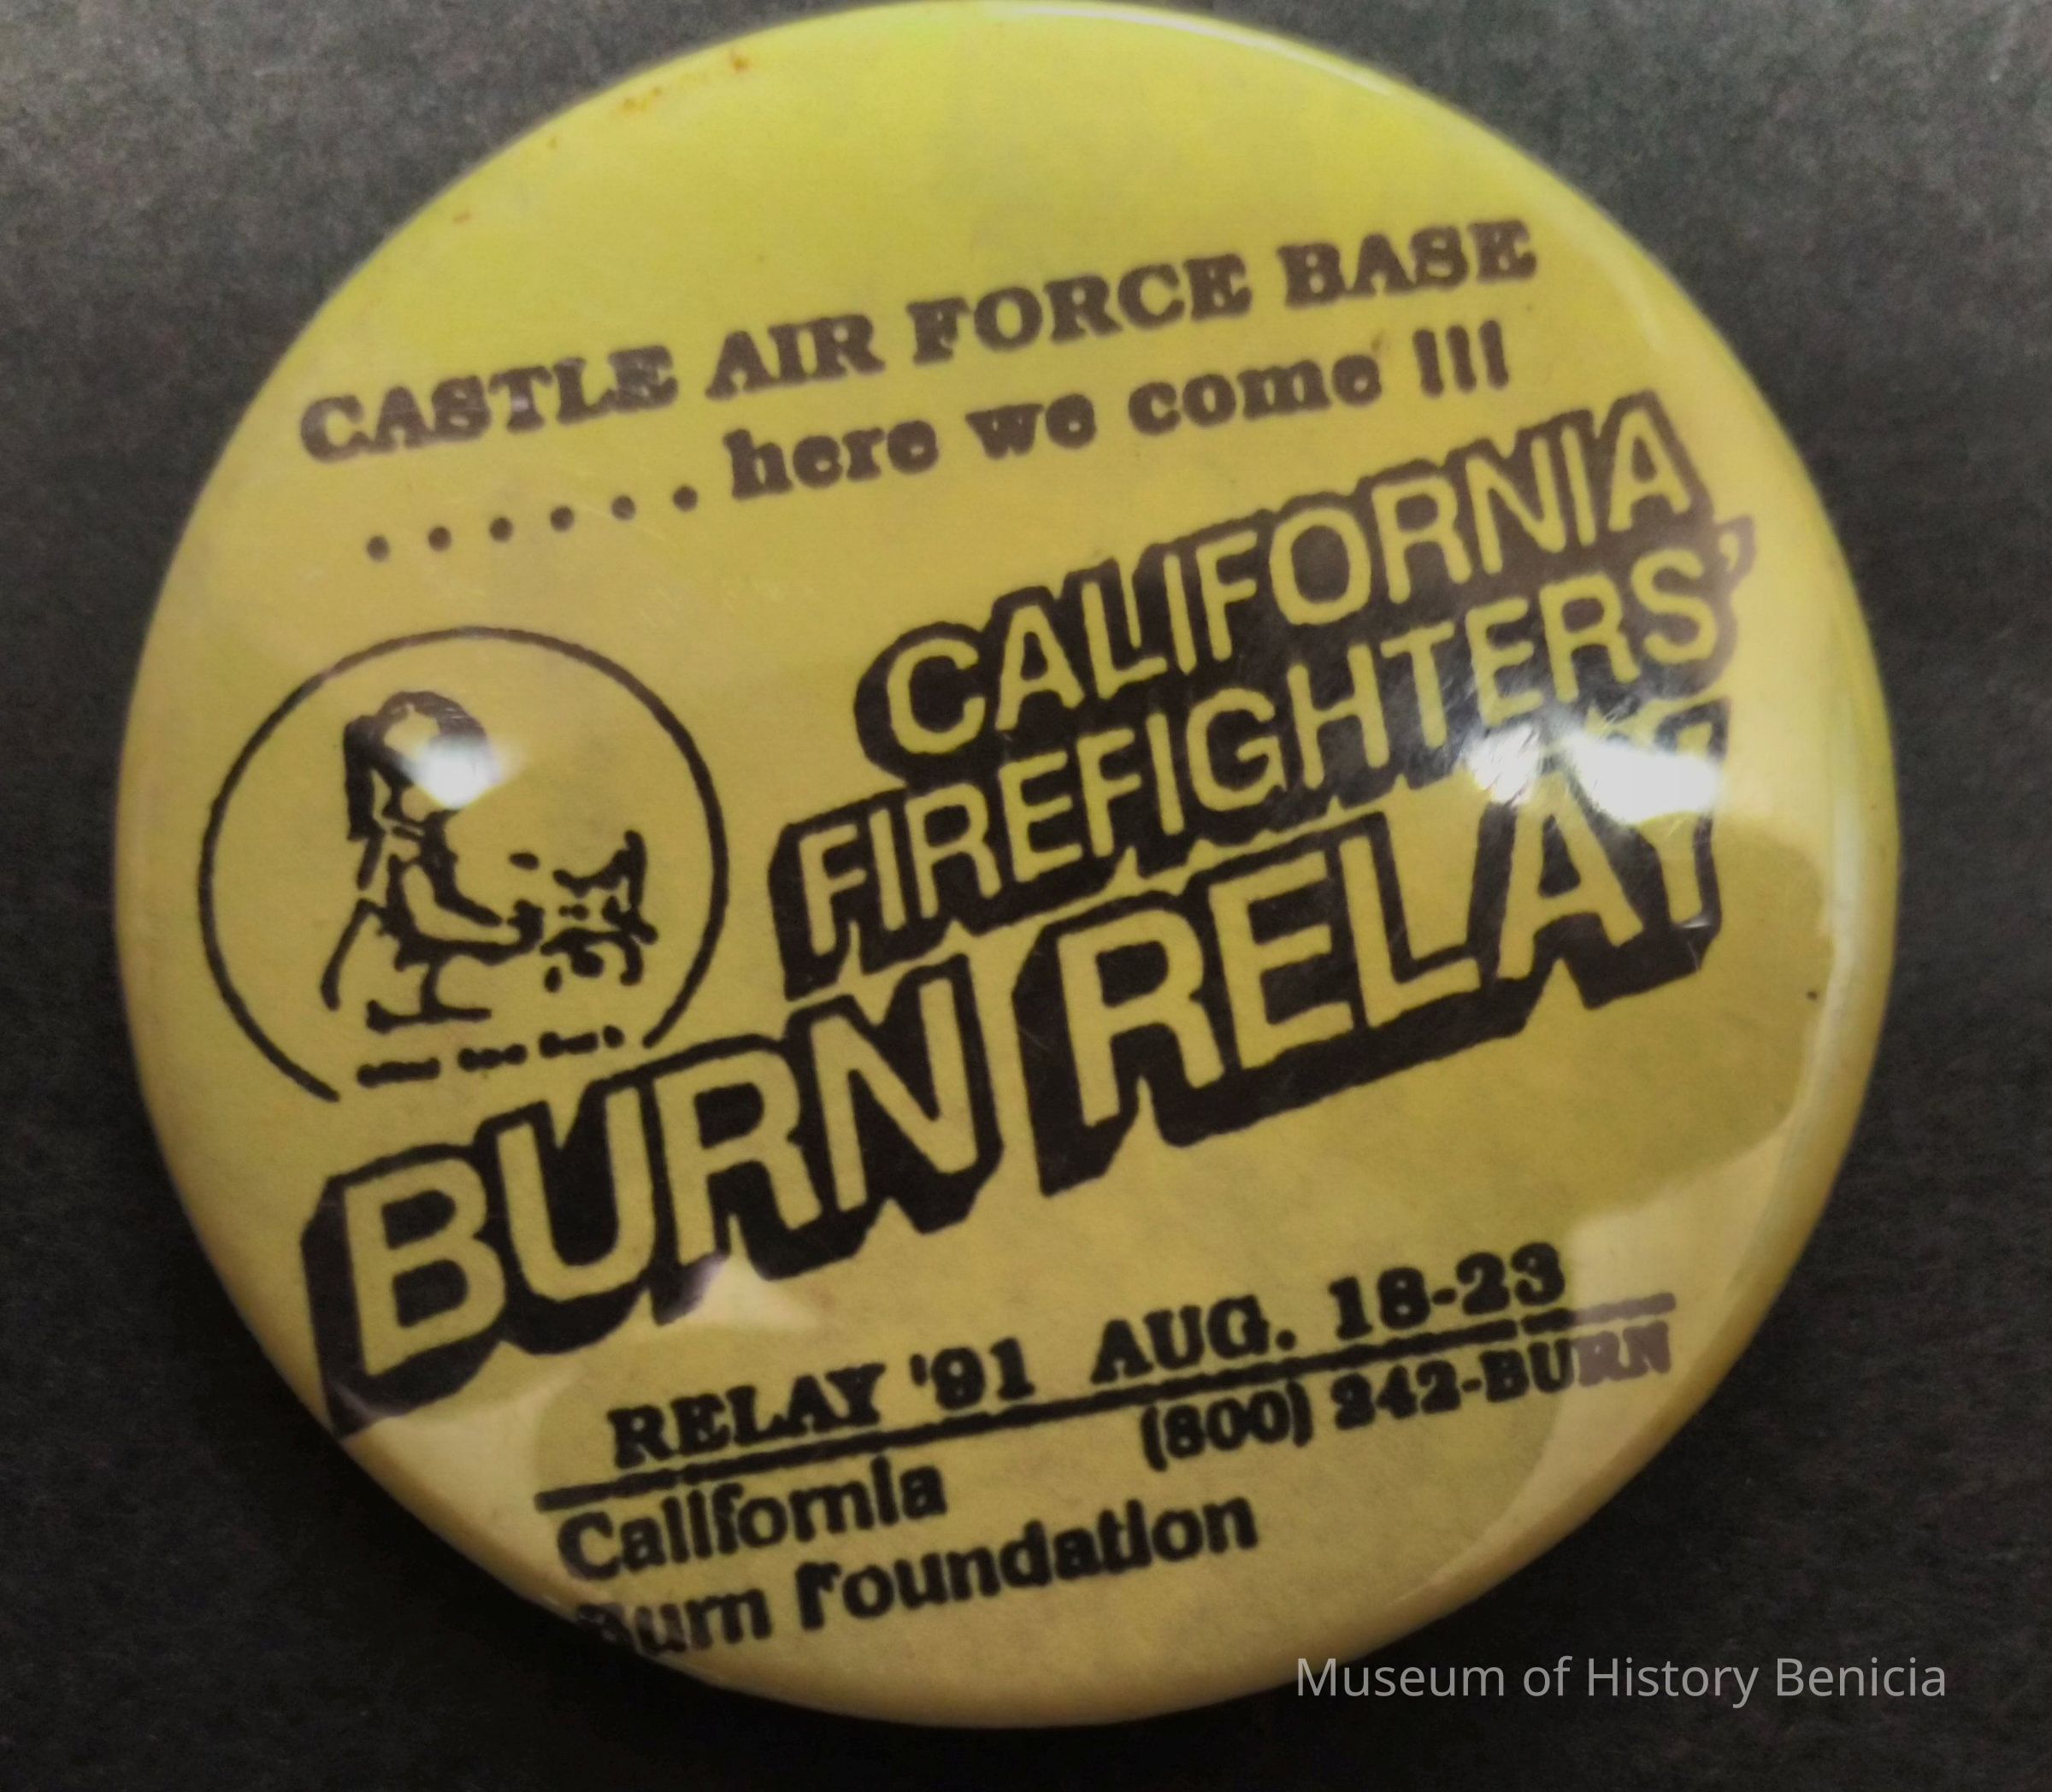 CASTLE AIR FORCE BASE
. . . . . . here we come !!!
CALIFORNIA
FIREFIGHTERS'
BURN RELAY
RELAY '91 AUG. 18-23
(800) 242-BURN
California
Burn Foundation
Museum of History Benicia